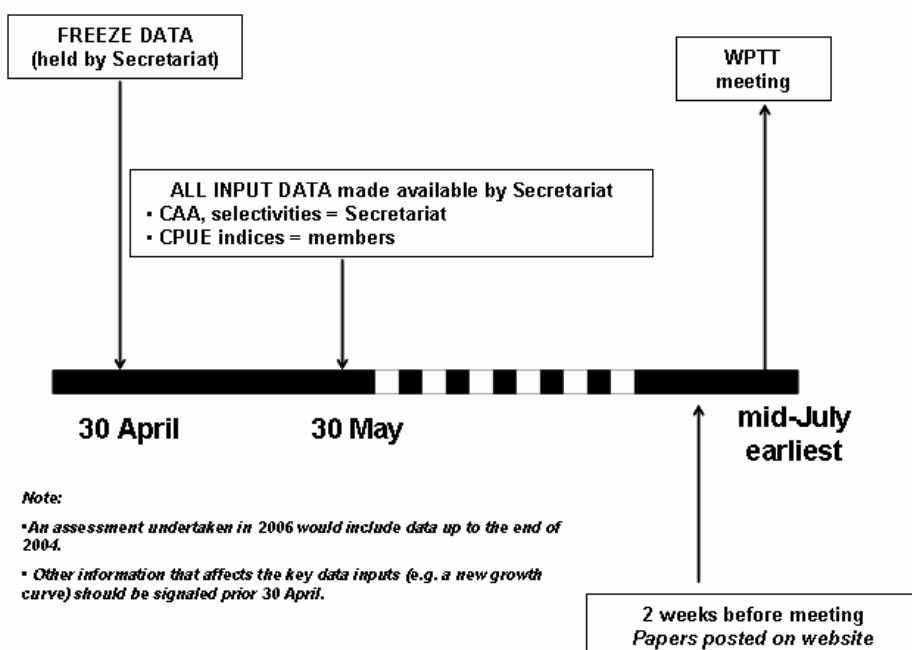 FREEZE DATA
(held by Secretariat)
WPTT
meeting
ALL INPUT DATA made available by Secretariat
▪ CAA, selectivities = Secretariat
▪ CPUE indices = members
30 April
30 May
mid-July
earliest
Note:
▪An assessment undertaken in 2006 would include data up to the end of
2004.
▪ Other information that affects the key data inputs (e.g. a new growth
curve) should be signaled prior 30 April.
2 weeks before meeting
Papers posted on website